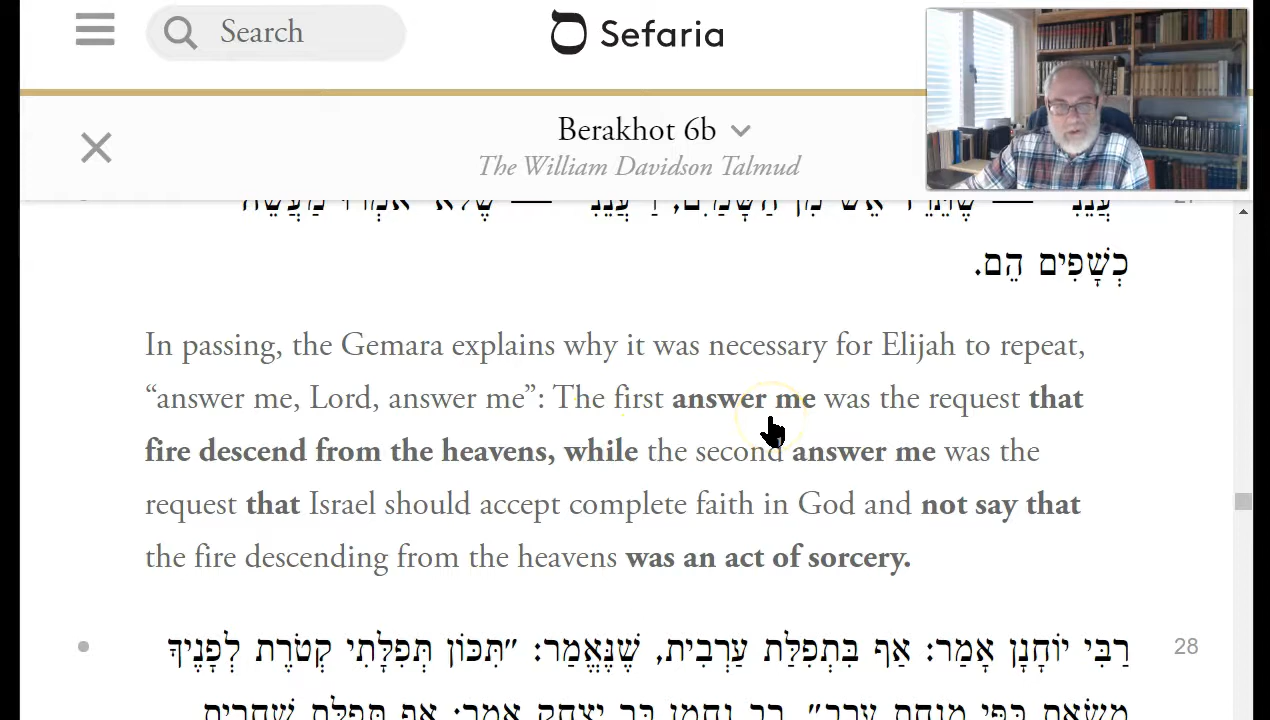 Search
Sefaria
Berakhot 6b
The William Davidson Talmud
כְשָׁפִים הֵם.
In passing, the Gemara explains why it was necessary for Elijah to repeat,
“answer me, Lord, answer me”: The first answer me was the request that
fire descend from the heavens, while the second answer me was the
request that Israel should accept complete faith in God and not say that
the fire descending from the heavens was an act of sorcery.
28
רַבִּי יוֹחָנָן אָמַר: אַף בִּתְפִלַּת עַרְבִית, שֶׁנֶּאֱמַר: ״תִּכּוֹן תְּפִלָּתִי קְטֹרֶת לְפָנֶיךָ